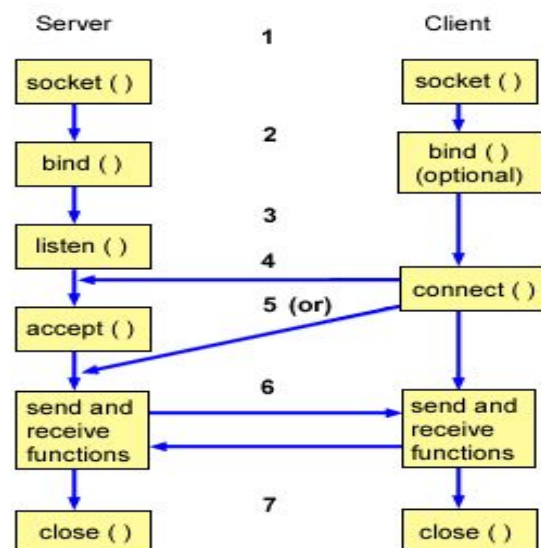 Server 1 Client
socket ( ) socket ( )
2
bind ( ) bind ( )
(optional)
3
listen ( )
4
connect ( )
5 (or)
accept ( )
6
send and
receive
functions
send and
receive
functions
7
close ( ) close ( )